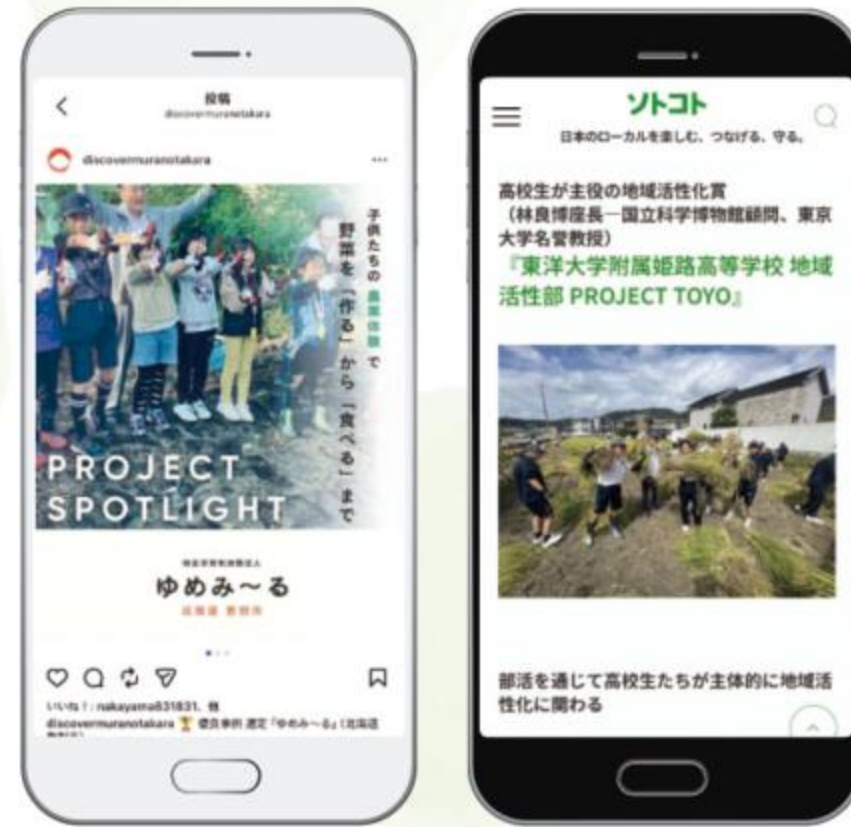 投稿
discovermuranotakara
discovermuranotakara
子供たちの 農業体験 で
野菜を「作る」から「食べる」まで
PROJECT
SPOTLIGHT
ゆめみ〜る
いいね!:nakayama831831、他
discovermuranotakara 🏆 優良事例 選定「ゆめみ〜る」(北海道
ソトコト
日本のローカルを楽しむ、つなげる、守る。
高校生が主役の地域活性化賞
(林良博座長―国立科学博物館顧問、東京
大学名誉教授)
『東洋大学附属姫路高等学校 地域
活性部 PROJECT TOYO』
部活を通じて高校生たちが主体的に地域活
性化に関わる